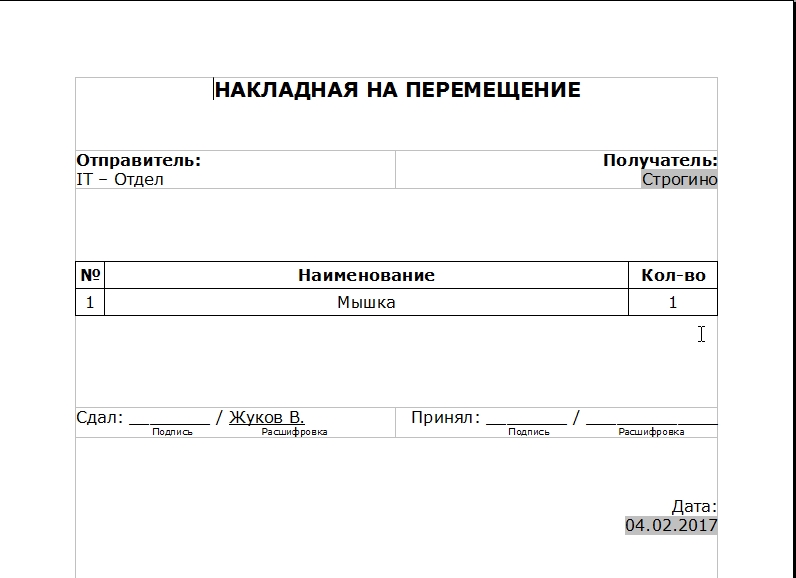 НАКЛАДНАЯ НА ПЕРЕМЕЩЕНИЕ
Отправитель: Получатель:
IT – Отдел Строгино
№ Наименование Кол-во
1 Мышка 1
Сдал: ________ / Жуков В. Принял: ________ / _____________
Подпись Расшифровка Подпись Расшифровка
Дата:
04.02.2017